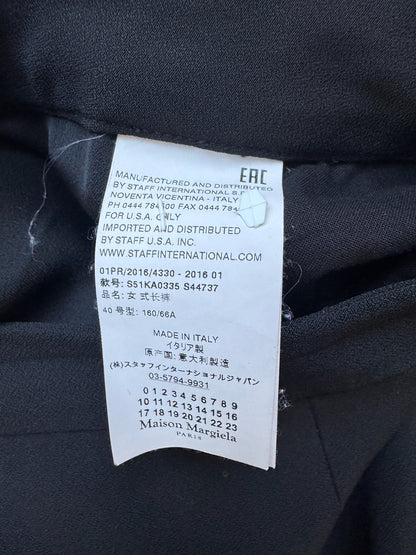 EAC
MANUFACTURED AND DISTRIBUTED
BY STAFF INTERNATIONAL S.P.
NOVENTA VICENTINA - ITALY
PH 0444 784 00 FAX 0444 784
FOR U.S.A. ONLY
IMPORTED AND DISTRIBUTED
BY STAFF U.S.A. INC.
WWW.STAFFINTERNATIONAL.COM
01PR/2016/4330 - 2016 01
款号: S51KA0335 S44737
品名: 女式长裤
40 号型: 160/66A
MADE IN ITALY
イタリア製
原产国: 意大利製造
(株)スタッフインターナショナルジャパン
03-5794-9931
0 1 2 3 4 5 6 7 8 9
10 11 12 13 14 15 16
17 18 19 20 21 22 23
Maison Margiela
PARIS